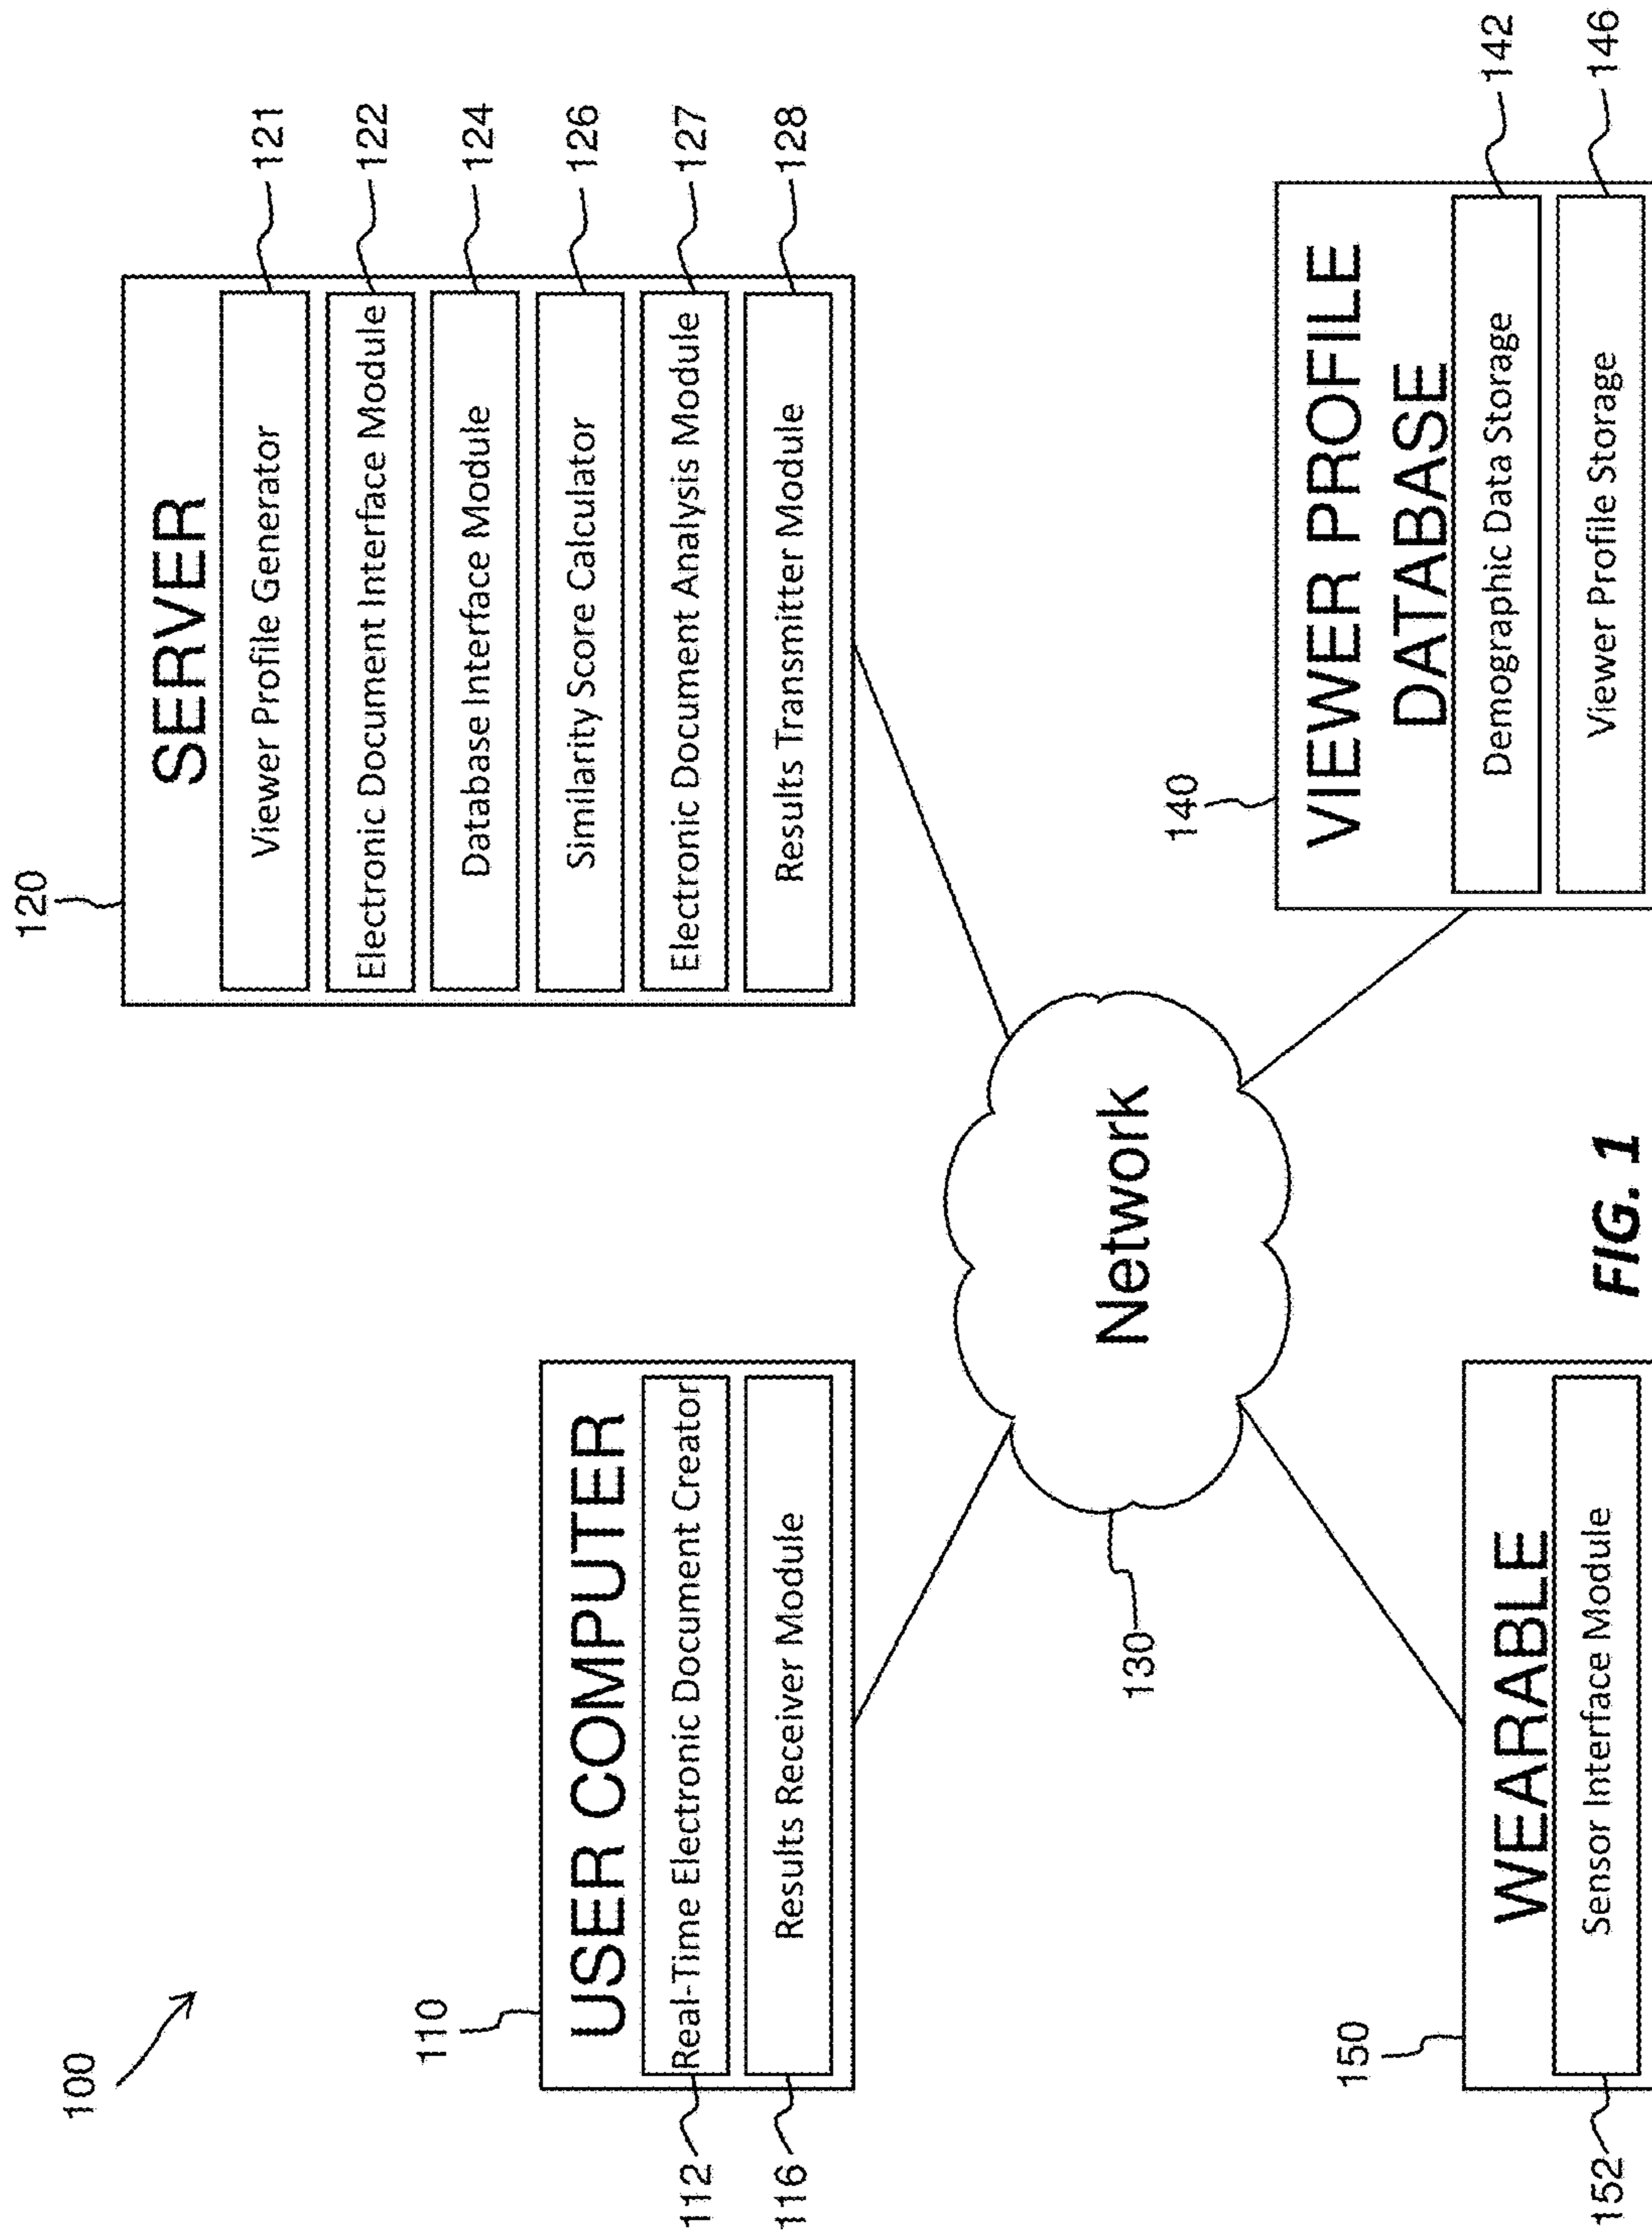 100
110
USER COMPUTER
112
Real-Time Electronic Document Creator
116
Results Receiver Module
120
SERVER
Viewer Profile Generator
121
Electronic Document Interface Module
122
Database Interface Module
124
Similarity Score Calculator
126
Electronic Document Analysis Module
127
Results Transmitter Module
128
Network
130
150
WEARABLE
152
Sensor Interface Module
140
VIEWER PROFILE
DATABASE
Demographic Data Storage
142
Viewer Profile Storage
146
FIG. 1